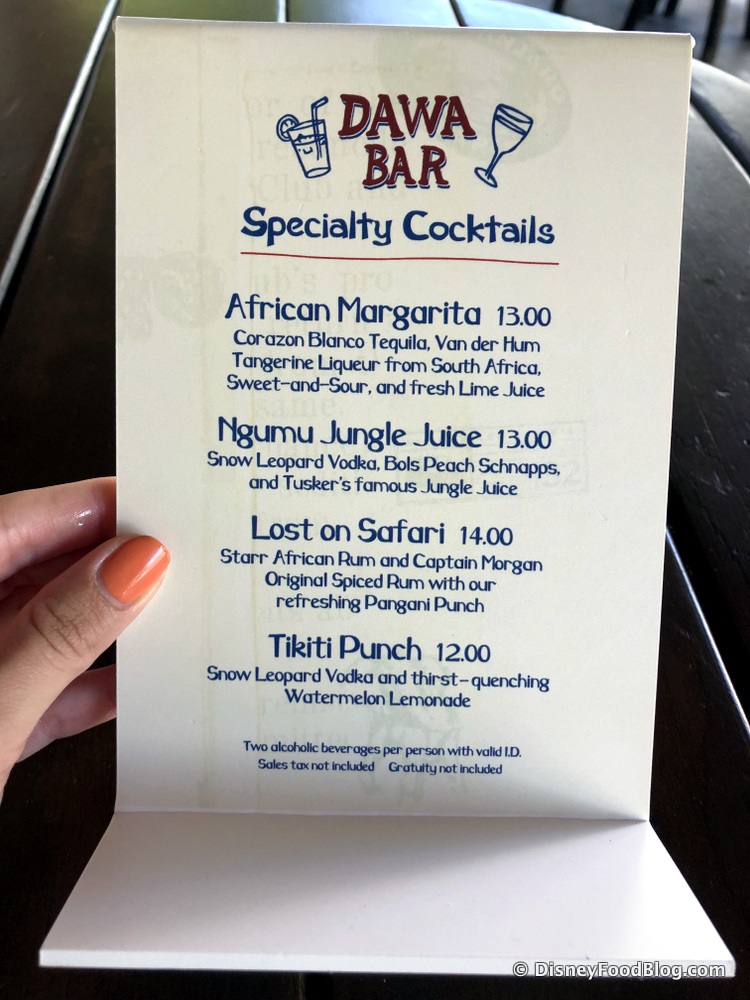 DAWA
BAR
Specialty Cocktails
African Margarita 13.00
Corazon Blanco Tequila, Van der Hum
Tangerine Liqueur from South Africa,
Sweet-and-Sour, and fresh Lime Juice
Ngumu Jungle Juice 13.00
Snow Leopard Vodka, Bols Peach Schnapps,
and Tusker's famous Jungle Juice
Lost on Safari 14.00
Starr African Rum and Captain Morgan
Original Spiced Rum with our
refreshing Pangani Punch
Tikiti Punch 12.00
Snow Leopard Vodka and thirst-quenching
Watermelon Lemonade
Two alcoholic beverages per person with valid I.D.
Sales tax not included Gratuity not included
© DisneyFoodBlog.com